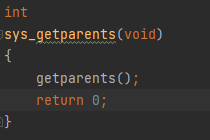 int
sys_getparents(void)
{
    getparents();
    return 0;
}